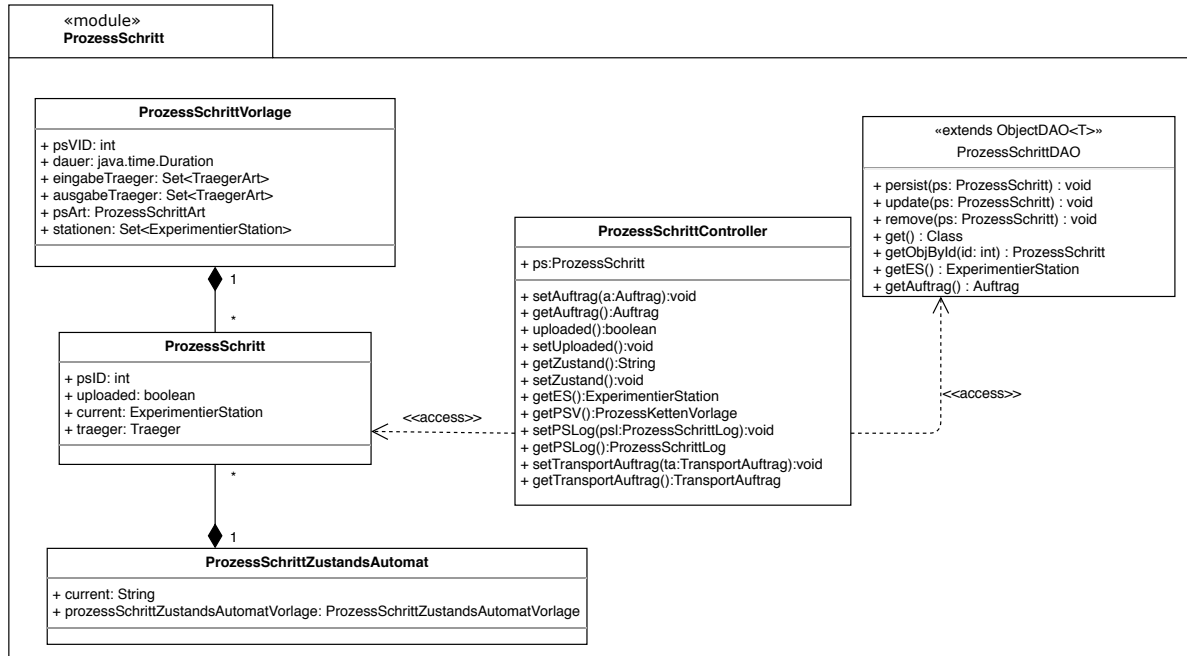 «module»
ProzessSchritt
ProzessSchrittVorlage
+ psVID: int
+ dauer: java.time.Duration
+ eingabeTraeger: Set<TraegerArt>
+ ausgabeTraeger: Set<TraegerArt>
+ psArt: ProzessSchrittArt
+ stationen: Set<ExperimentierStation>
1
*
ProzessSchritt
+ psID: int
+ uploaded: boolean
+ current: ExperimentierStation
+ traeger: Traeger
*
1
ProzessSchrittZustandsAutomat
+ current: String
+ prozessSchrittZustandsAutomatVorlage: ProzessSchrittZustandsAutomatVorlage
<<access>>
ProzessSchrittController
+ ps:ProzessSchritt
+ setAuftrag(a:Auftrag):void
+ getAuftrag():Auftrag
+ uploaded():boolean
+ setUploaded():void
+ getZustand():String
+ setZustand():void
+ getES():ExperimentierStation
+ getPSV():ProzessKettenVorlage
+ setPSLog(psl:ProzessSchrittLog):void
+ getPSLog():ProzessSchrittLog
+ setTransportAuftrag(ta:TransportAuftrag):void
+ getTransportAuftrag():TransportAuftrag
«extends ObjectDAO<T>»
ProzessSchrittDAO
+ persist(ps: ProzessSchritt) : void
+ update(ps: ProzessSchritt) : void
+ remove(ps: ProzessSchritt) : void
+ get() : Class
+ getObjById(id: int) : ProzessSchritt
+ getES() : ExperimentierStation
+ getAuftrag() : Auftrag
<<access>>